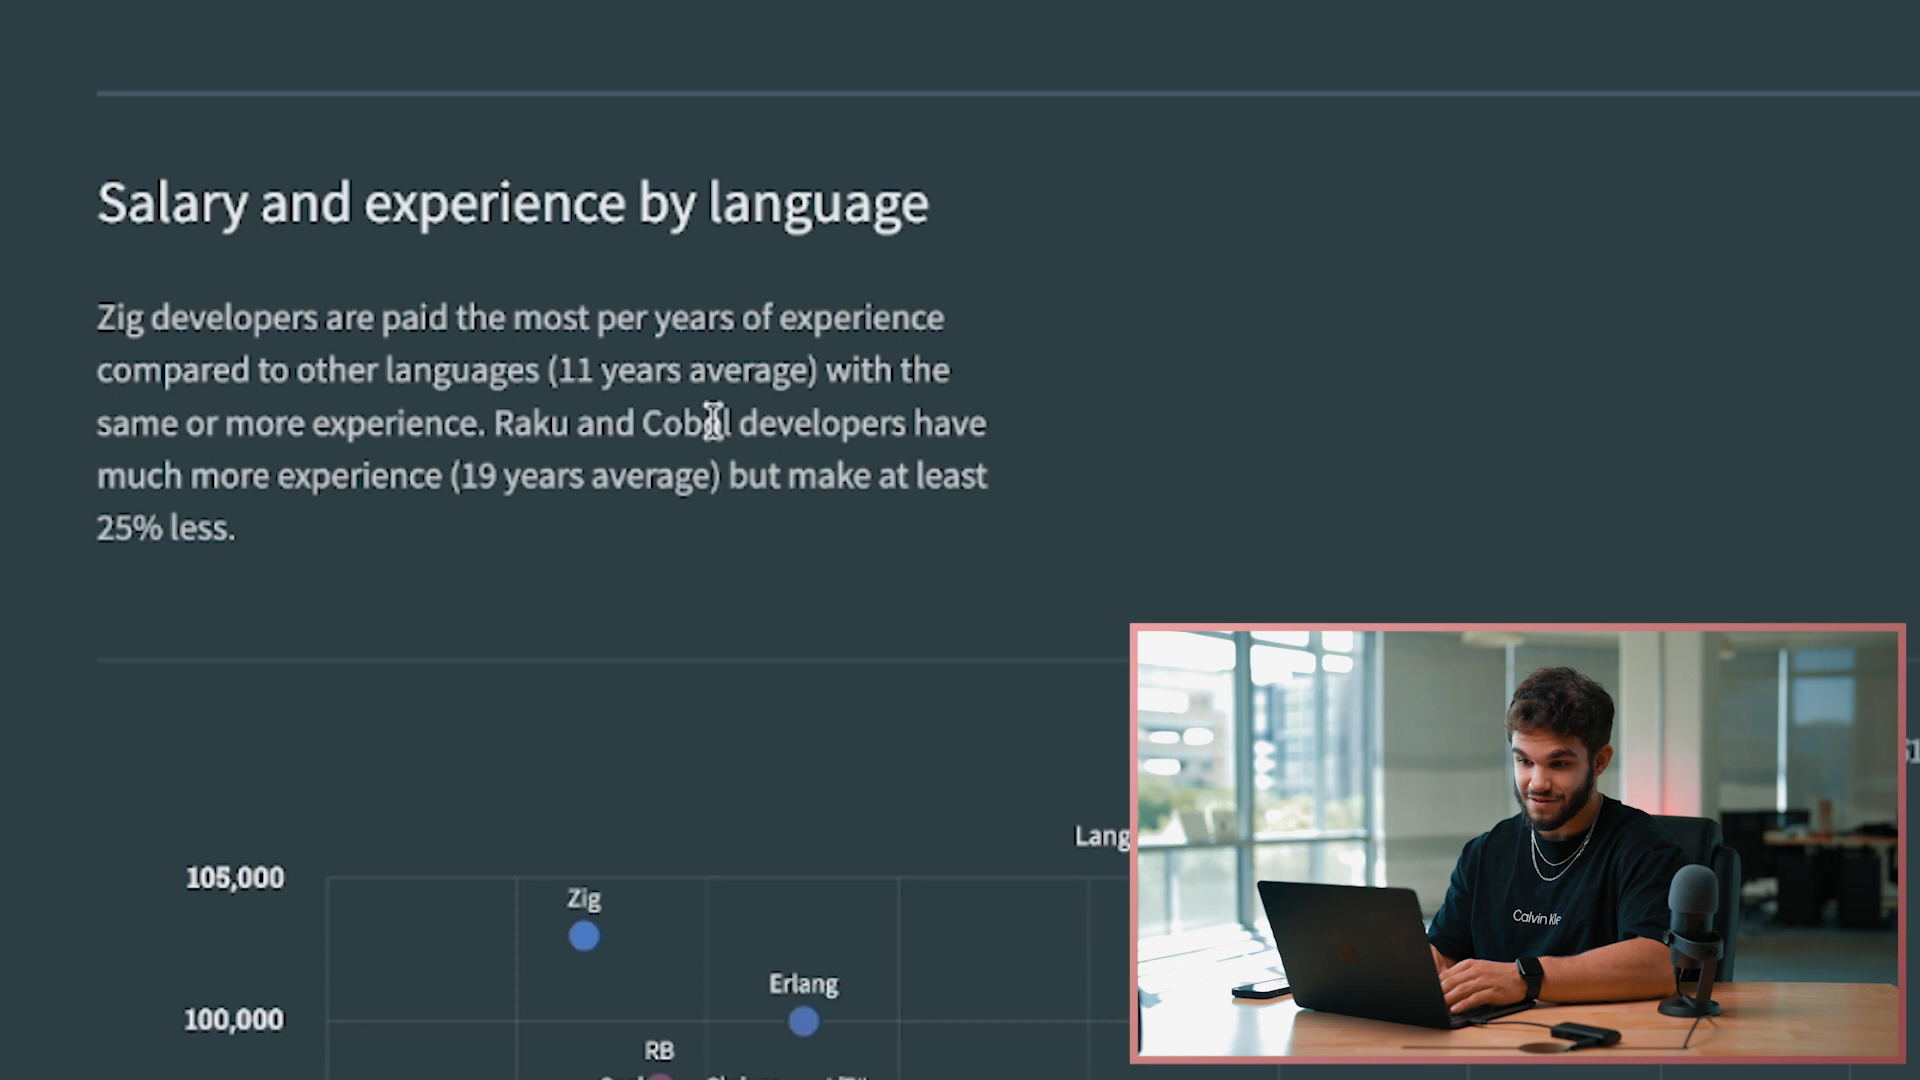 Salary and experience by language
Zig developers are paid the most per years of experience
compared to other languages (11 years average) with the
same or more experience. Raku and Cobol developers have
much more experience (19 years average) but make at least
25% less.
Lang
105,000
Zig
Erlang
100,000
RB
Calvin Kle